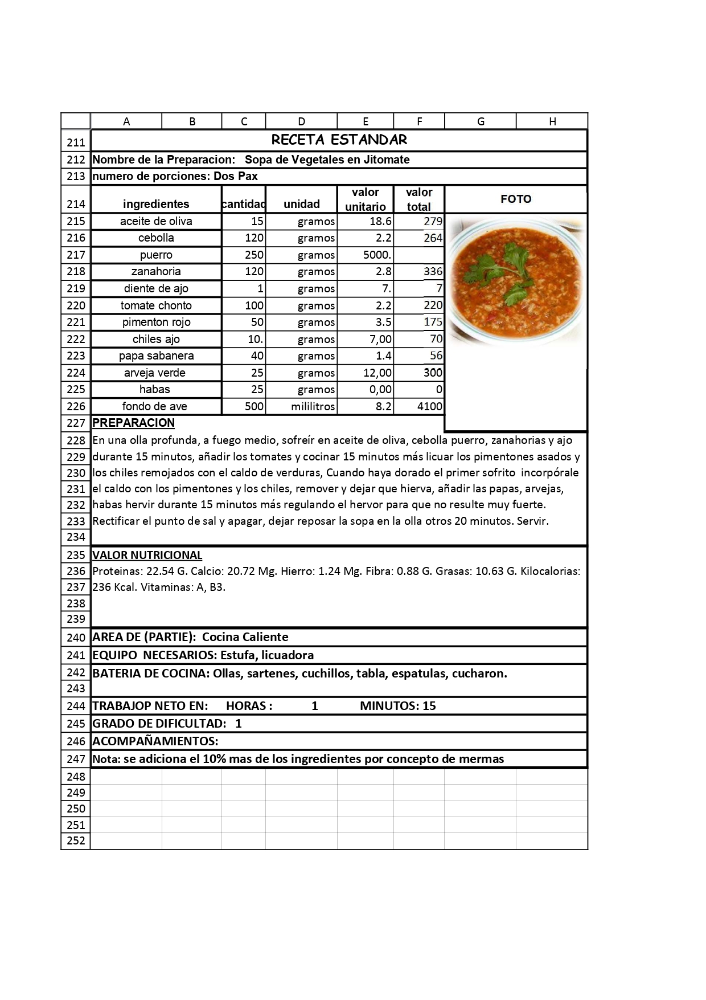 A B C D E F G H
211 RECETA ESTANDAR
212 Nombre de la Preparacion: Sopa de Vegetales en Jitomate
213 numero de porciones: Dos Pax
214 ingredientes cantidad unidad valor unitario valor total FOTO
215 aceite de oliva 15 gramos 18.6 279
216 cebolla 120 gramos 2.2 264
217 puerro 250 gramos 5000.
218 zanahoria 120 gramos 2.8 336
219 diente de ajo 1 gramos 7. 7
220 tomate chonto 100 gramos 2.2 220
221 pimenton rojo 50 gramos 3.5 175
222 chiles ajo 10. gramos 7,00 70
223 papa sabanera 40 gramos 1.4 56
224 arveja verde 25 gramos 12,00 300
225 habas 25 gramos 0,00 0
226 fondo de ave 500 mililitros 8.2 4100
227 PREPARACION
228 En una olla profunda, a fuego medio, sofreír en aceite de oliva, cebolla puerro, zanahorias y ajo
229 durante 15 minutos, añadir los tomates y cocinar 15 minutos más licuar los pimentones asados y
230 los chiles remojados con el caldo de verduras, Cuando haya dorado el primer sofrito incorpórale
231 el caldo con los pimentones y los chiles, remover y dejar que hierva, añadir las papas, arvejas,
232 habas hervir durante 15 minutos más regulando el hervor para que no resulte muy fuerte.
233 Rectificar el punto de sal y apagar, dejar reposar la sopa en la olla otros 20 minutos. Servir.
234
235 VALOR NUTRICIONAL
236 Proteinas: 22.54 G. Calcio: 20.72 Mg. Hierro: 1.24 Mg. Fibra: 0.88 G. Grasas: 10.63 G. Kilocalorias:
237 236 Kcal. Vitaminas: A, B3.
238
239
240 AREA DE (PARTIE): Cocina Caliente
241 EQUIPO NECESARIOS: Estufa, licuadora
242 BATERIA DE COCINA: Ollas, sartenes, cuchillos, tabla, espatulas, cucharon.
243
244 TRABAJOP NETO EN: HORAS : 1 MINUTOS: 15
245 GRADO DE DIFICULTAD: 1
246 ACOMPAÑAMIENTOS:
247 Nota: se adiciona el 10% mas de los ingredientes por concepto de mermas
248
249
250
251
252